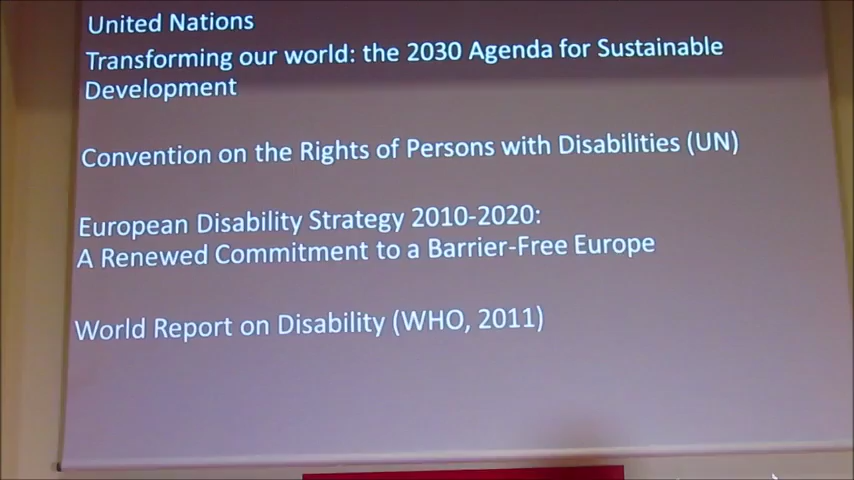 United Nations
Transforming our world: the 2030 Agenda for Sustainable
Development
Convention on the Rights of Persons with Disabilities (UN)
European Disability Strategy 2010-2020:
A Renewed Commitment to a Barrier-Free Europe
World Report on Disability (WHO, 2011)